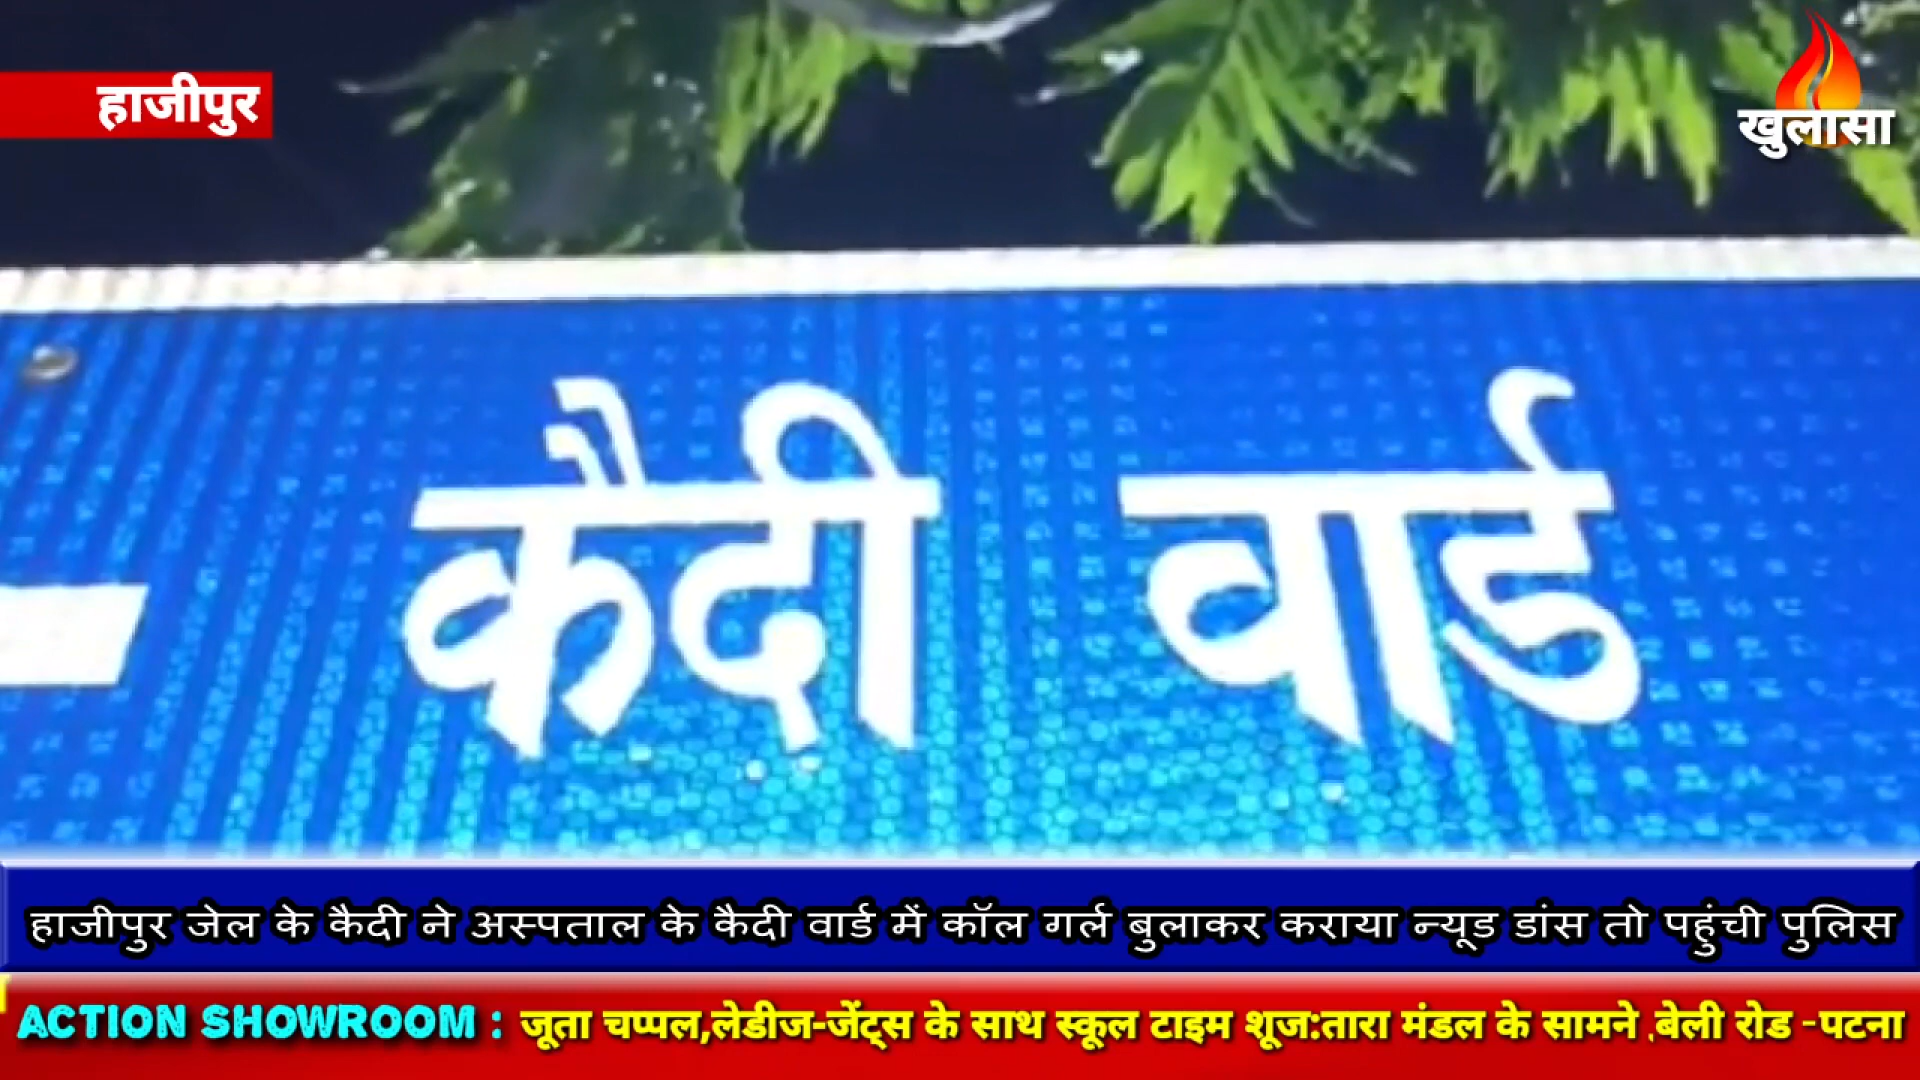 हाजीपुर
खुलासा
कैदी वार्ड
हाजीपुर जेल के कैदी ने अस्पताल के कैदी वार्ड में कॉल गर्ल बुलाकर कराया न्यूड डांस तो पहुंची पुलिस
ACTION SHOWROOM : जूता चप्पल,लेडीज-जेंट्स के साथ स्कूल टाइम शूज:तारा मंडल के सामने ,बेली रोड -पटना